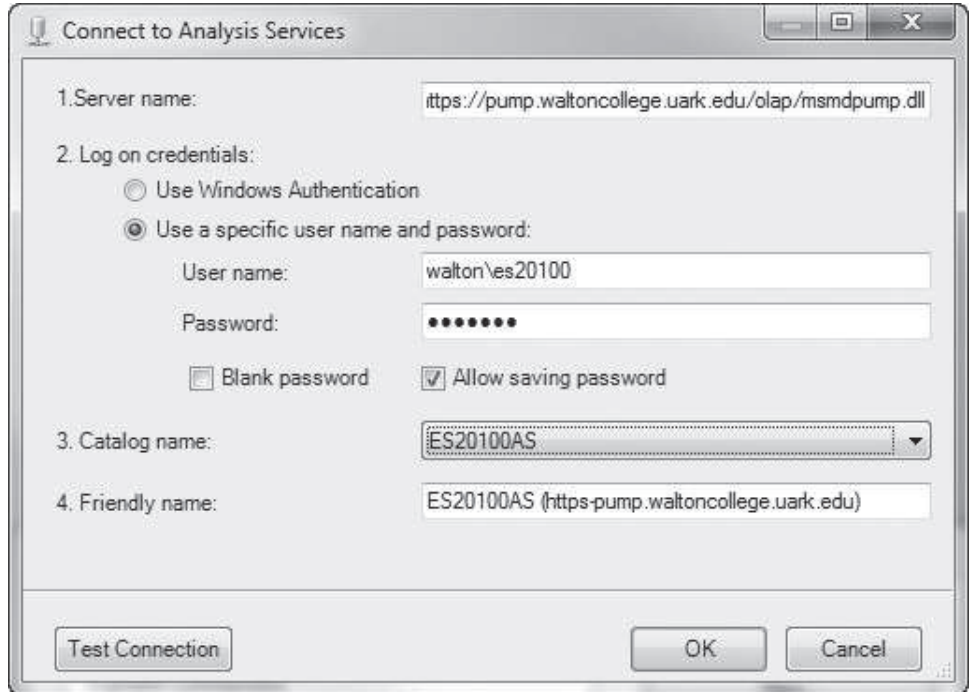 Connect to Analysis Services
1.Server name:
ittps://pump.waltoncollege.uark.edu/olap/msmdpump.dll
2. Log on credentials:
Use Windows Authentication
Use a specific user name and password:
User name:
walton\es20100
Password:
•••••••
Blank password
Allow saving password
3. Catalog name:
ES20100AS
4. Friendly name:
ES20100AS (https-pump.waltoncollege.uark.edu)
Test Connection
OK
Cancel